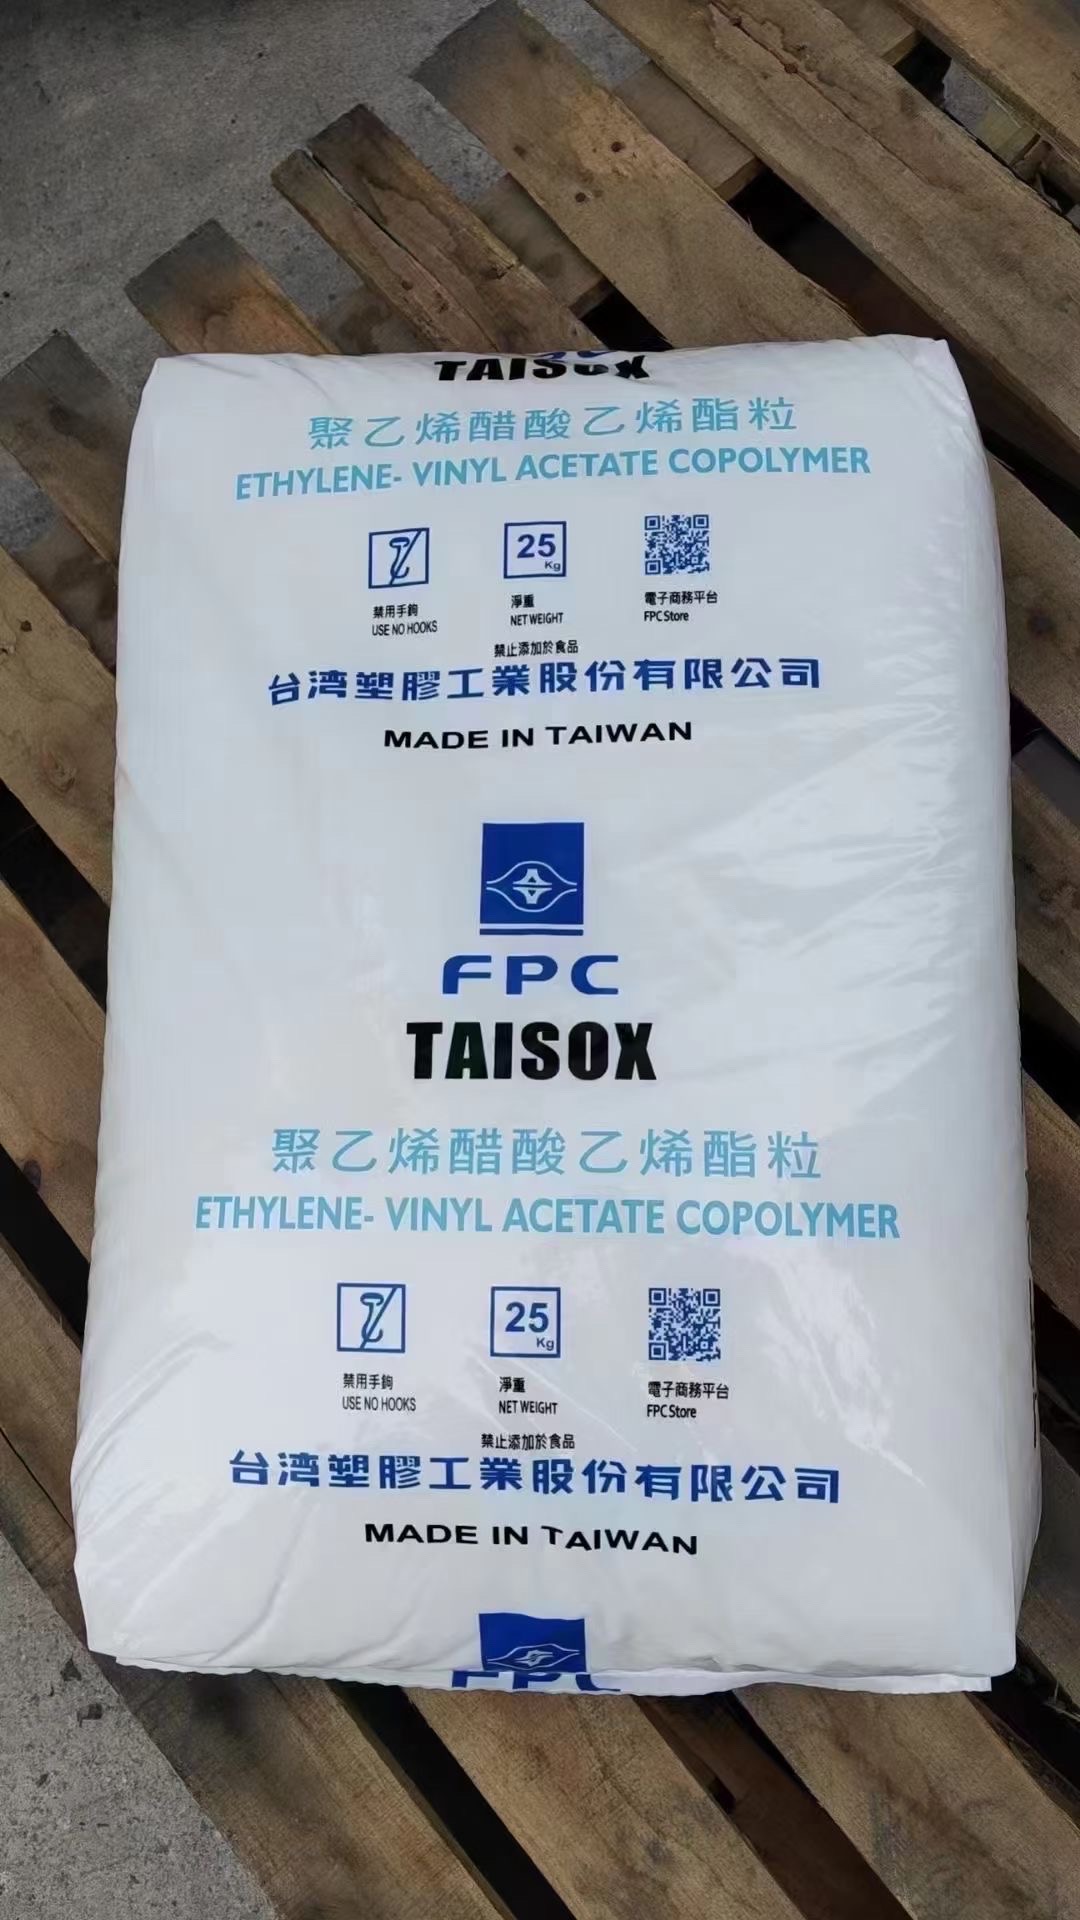 TAISOX
聚乙烯醋酸乙烯酯粒
ETHYLENE- VINYL ACETATE COPOLYMER
25
Kg
禁用手鉤
淨重
電子商務平台
USE NO HOOKS
NET WEIGHT
FPC Store
禁止添加於食品
台湾塑膠工業股份有限公司
MADE IN TAIWAN
FPC
TAISOX
聚乙烯醋酸乙烯酯粒
ETHYLENE- VINYL ACETATE COPOLYMER
25
Kg
禁用手鉤
淨重
電子商務平台
USE NO HOOKS
NET WEIGHT
FPC Store
禁止添加於食品
台湾塑膠工業股份有限公司
MADE IN TAIWAN
FPC